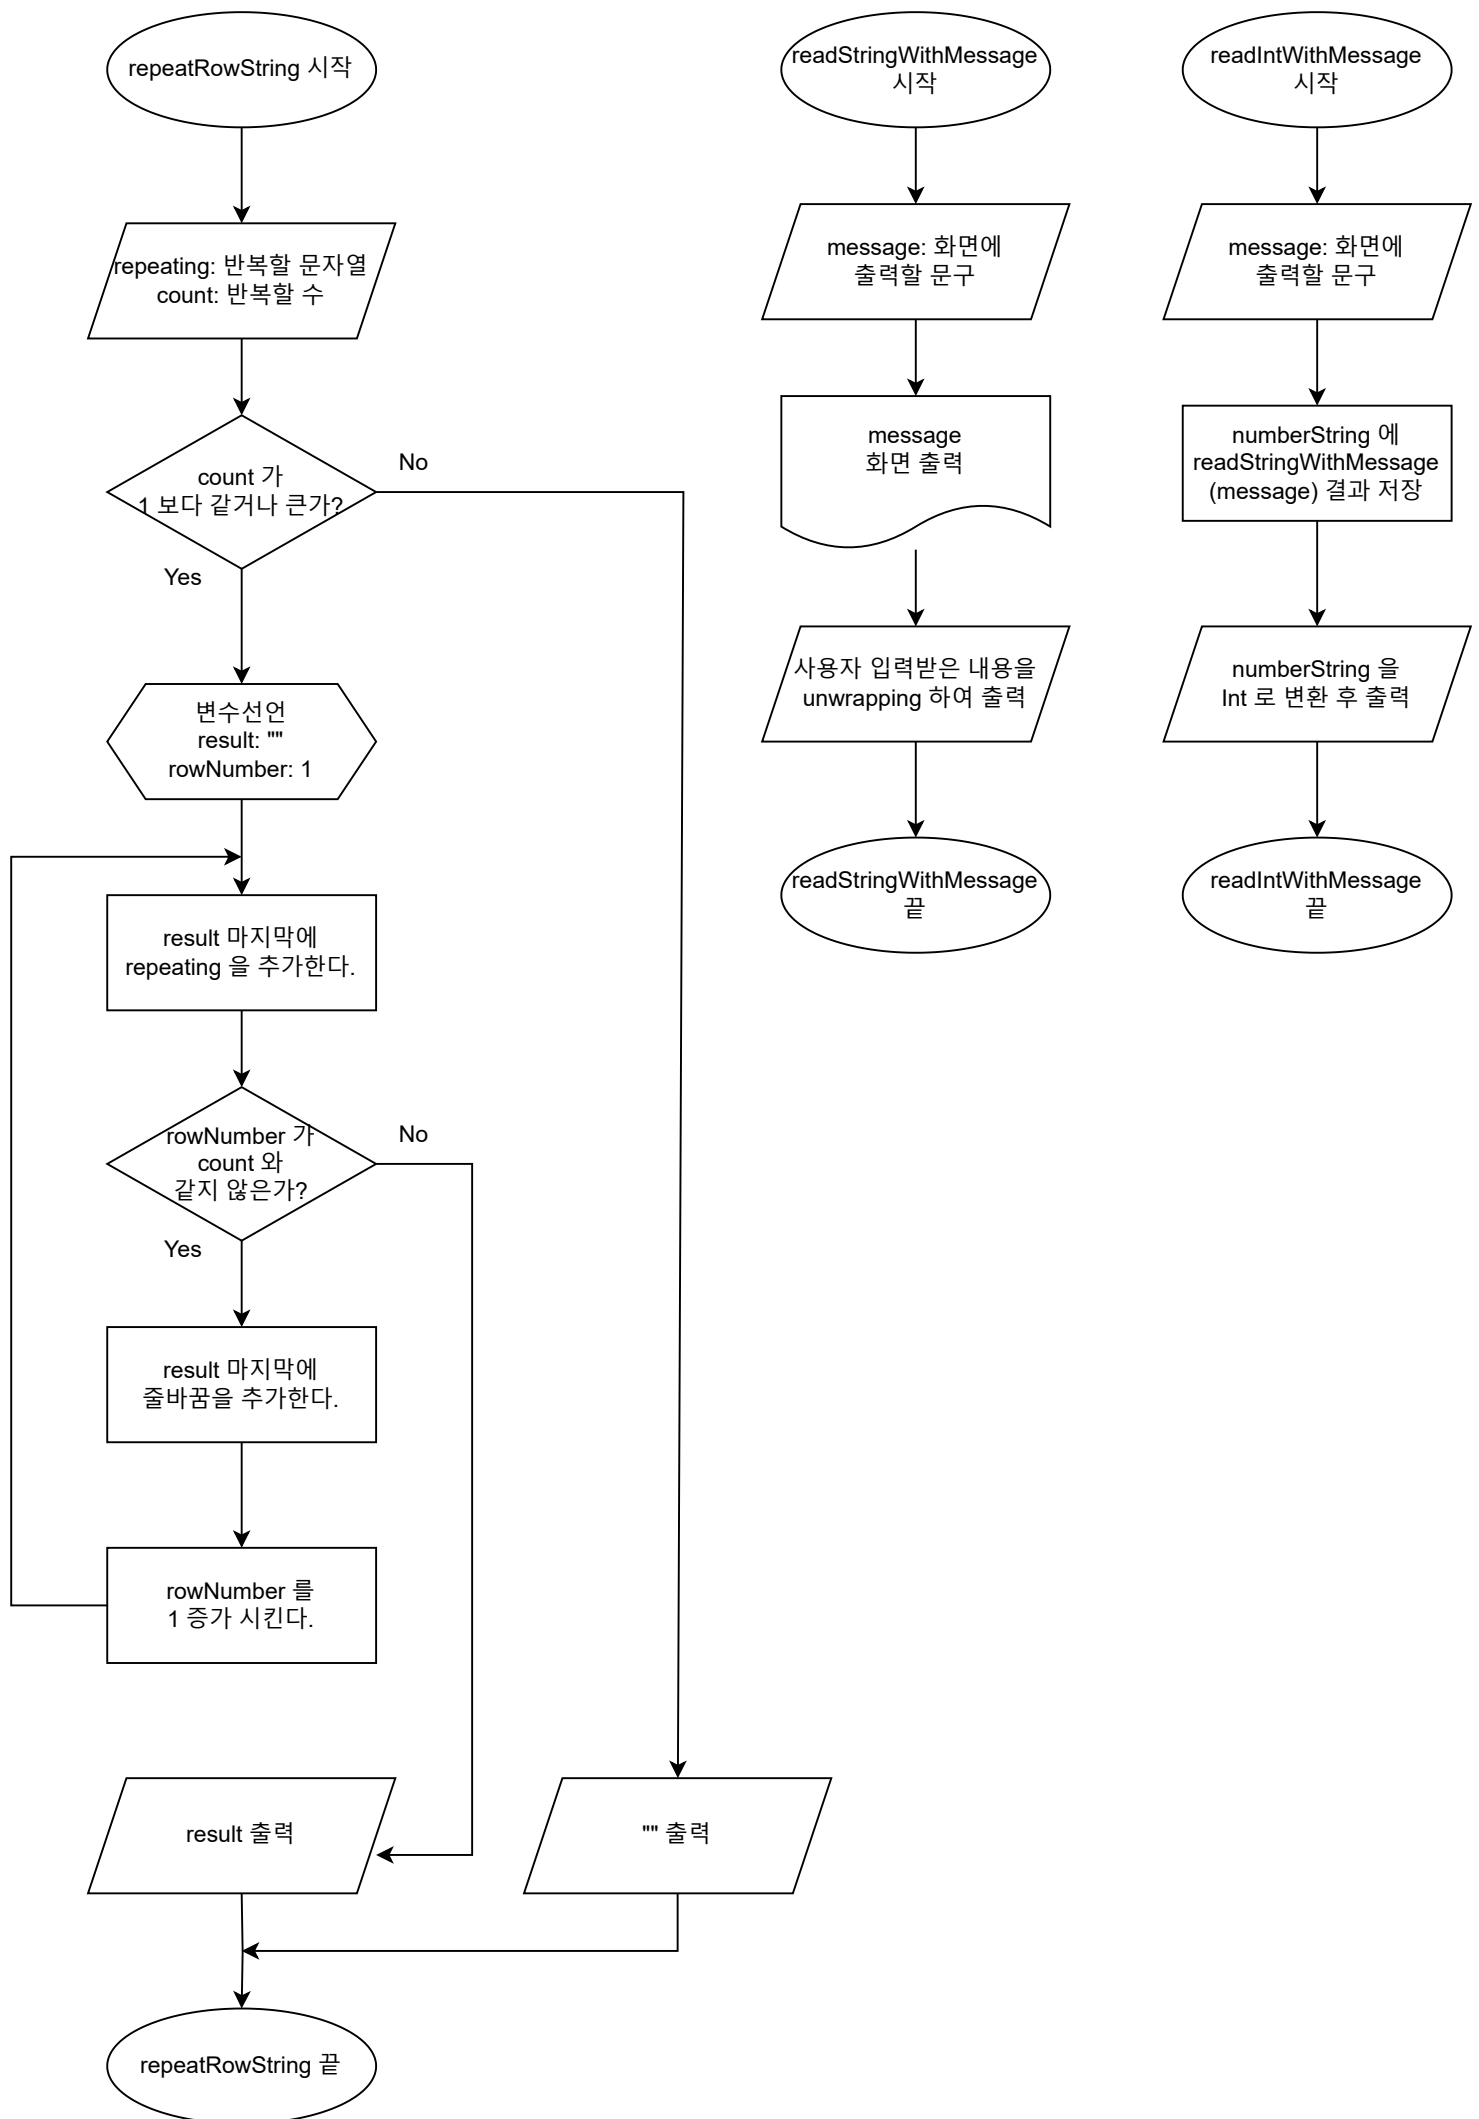 repeatRowString 시작
repeating: 반복할 문자열
count: 반복할 수
count 가
1 보다 같거나 큰가?
No
Yes
변수선언
result: ""
rowNumber: 1
result 마지막에
repeating 을 추가한다.
rowNumber 가
count 와
같지 않은가?
No
Yes
result 마지막에
줄바꿈을 추가한다.
rowNumber 를
1 증가 시킨다.
result 출력
"" 출력
repeatRowString 끝
readStringWithMessage
시작
message: 화면에
출력할 문구
message
화면 출력
사용자 입력받은 내용을
unwrapping 하여 출력
readStringWithMessage
끝
readIntWithMessage
시작
message: 화면에
출력할 문구
numberString 에
readStringWithMessage
(message) 결과 저장
numberString 을
Int 로 변환 후 출력
readIntWithMessage
끝